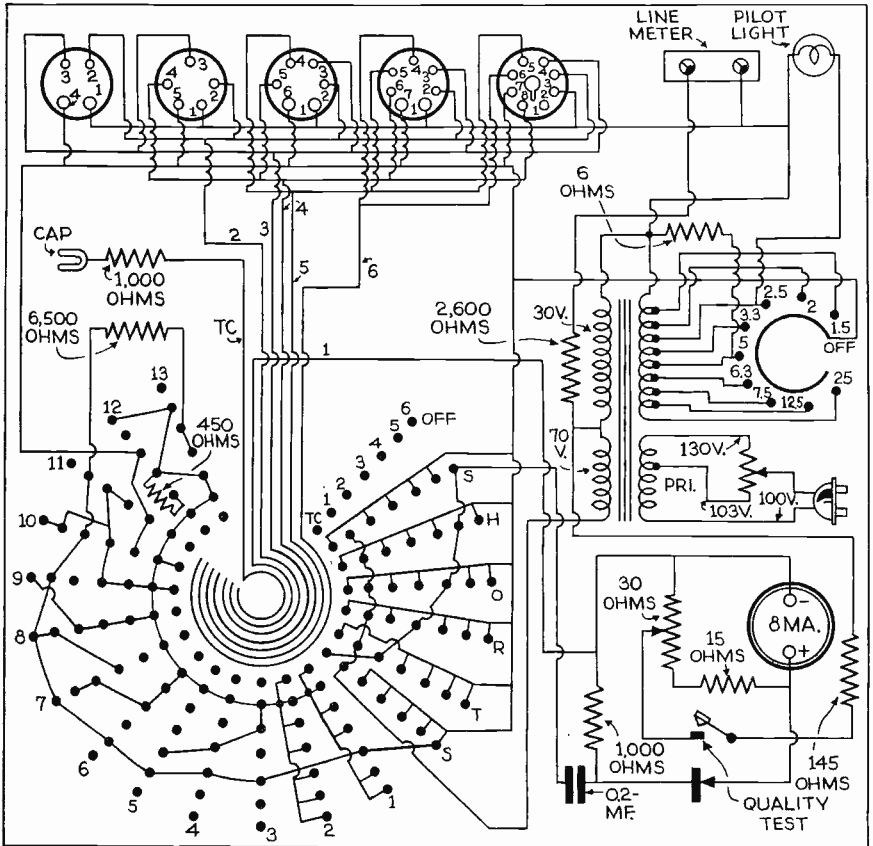 LINE METER
PILOT LIGHT
3 2
4 1
3
4 2
5 1
4
5 3
6 2
1
4
5 3
6 2
7 1
5
6 4
7 3
8 2
1
6 OHMS
4
3
2
5
6
CAP
1,000 OHMS
TC
6,500 OHMS
1
2,600 OHMS
30V.
70 V.
2.5
2
3.3
1.5
OFF
5
6.3
7.5
12.5
25
130V.
PRI.
100V.
103V.
13
12
11
450 OHMS
6 OFF
5
4
3
2
1
TC
S
H
O
R
T
S
10
9
8
7
6
5
4
3
2
1
30 OHMS
8 MA.
- 
+
15 OHMS
1,000 OHMS
0.2- MF.
QUALITY TEST
145 OHMS